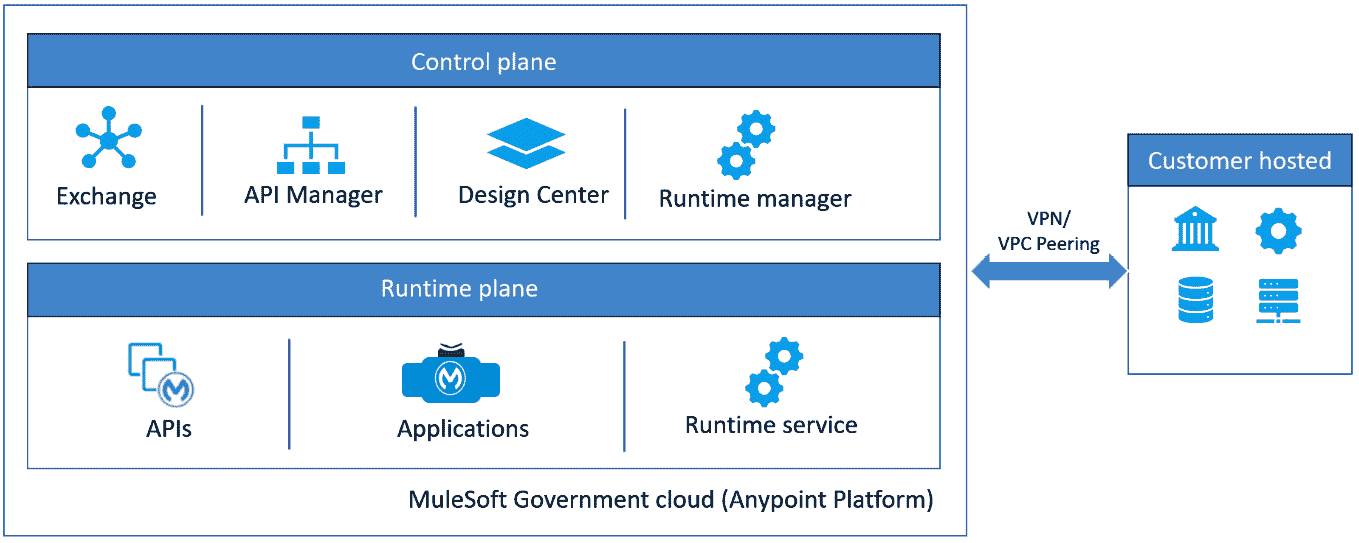 Control plane
Exchange
API Manager
Design Center
Runtime manager
Runtime plane
APIs
Applications
Runtime service
MuleSoft Government cloud (Anypoint Platform)
VPN/
VPC Peering
Customer hosted